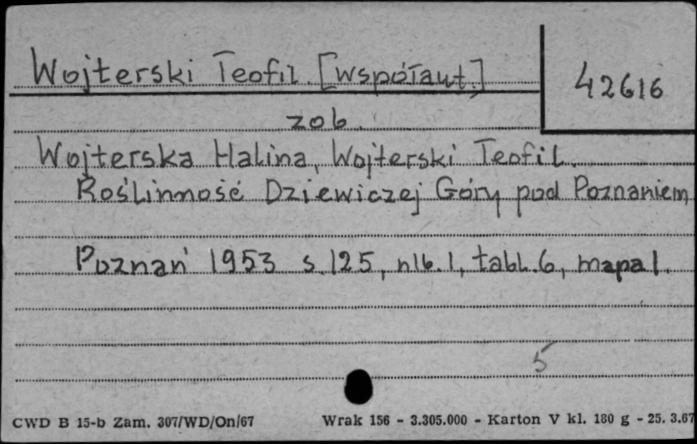 Wojterski Teofil [współaut.]
42616
zob.
Wojterska Halina, Wojterski Teofil.
Roślinność Dziewiczej Góry pod Poznaniem
Poznań 1953 s. 125, nlb. 1, tabl. 6, mapa 1.
5
CWD B 15-b Zam. 307/WD/On/67 Wrak 156 - 3.305.000 - Karton V kl. 180 g - 25. 3.67